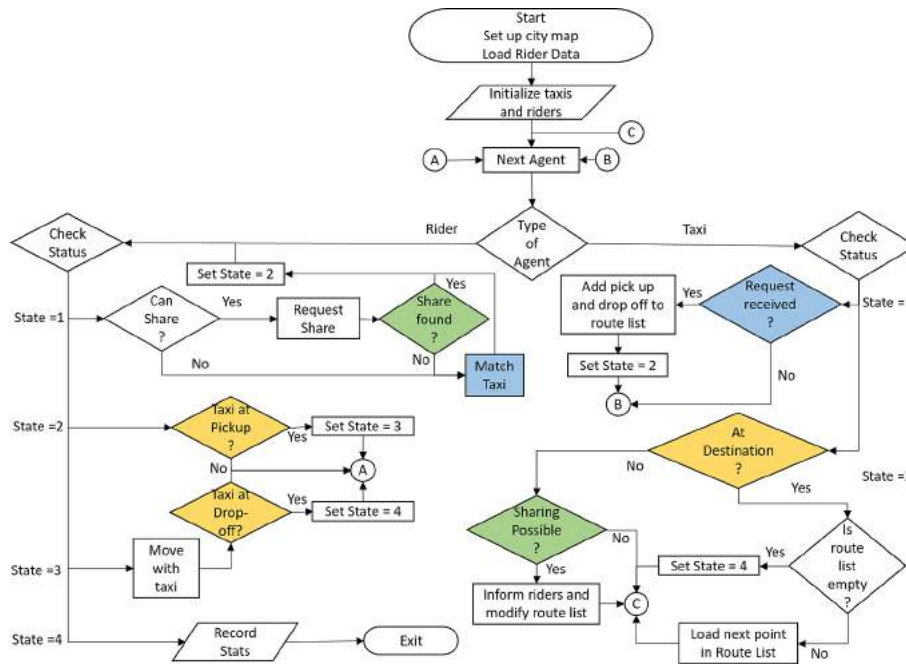 Start
Set up city map
Load Rider Data
Initialize taxis
and riders
C
A
Next Agent
B
Check
Status
Rider
Type
of
Agent
Taxi
Check
Status
Set State = 2
Yes
State =1
Can
Share
?
Yes
Request
Share
Share
found
?
No
No
Match
Taxi
Add pick up
and drop off to
route list
Yes
Request
received
?
State =
Set State = 2
No
B
State =2
Taxi at
Pickup
?
Yes
Set State = 3
No
A
Taxi at
Drop-
off?
Yes
Set State = 4
State =3
Move
with
taxi
At
Destination
?
No
Yes
Sharing
Possible
?
No
Yes
Set State = 4
Yes
Is
route
list
empty
?
Inform riders and
modify route list
C
Load next point
in Route List
No
State =4
Record
Stats
Exit